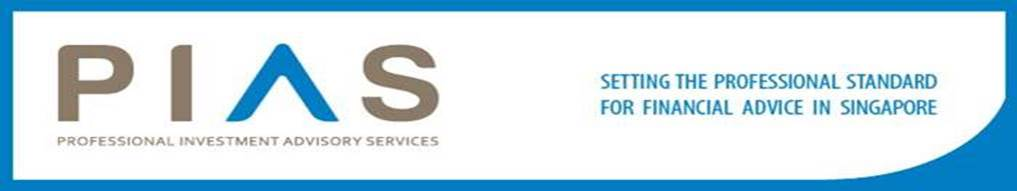 PIAS
PROFESSIONAL INVESTMENT ADVISORY SERVICES
SETTING THE PROFESSIONAL STANDARD
FOR FINANCIAL ADVICE IN SINGAPORE